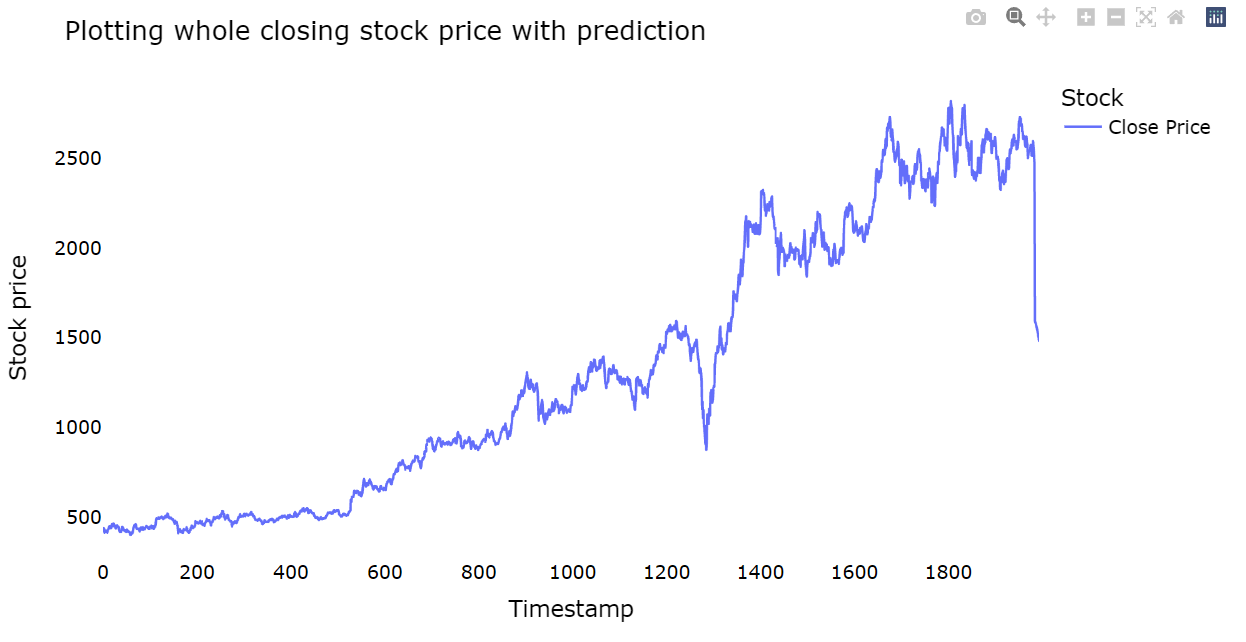 Plotting whole closing stock price with prediction
Stock
Close Price
Stock price
2500
2000
1500
1000
500
0 200 400 600 800 1000 1200 1400 1600 1800
Timestamp